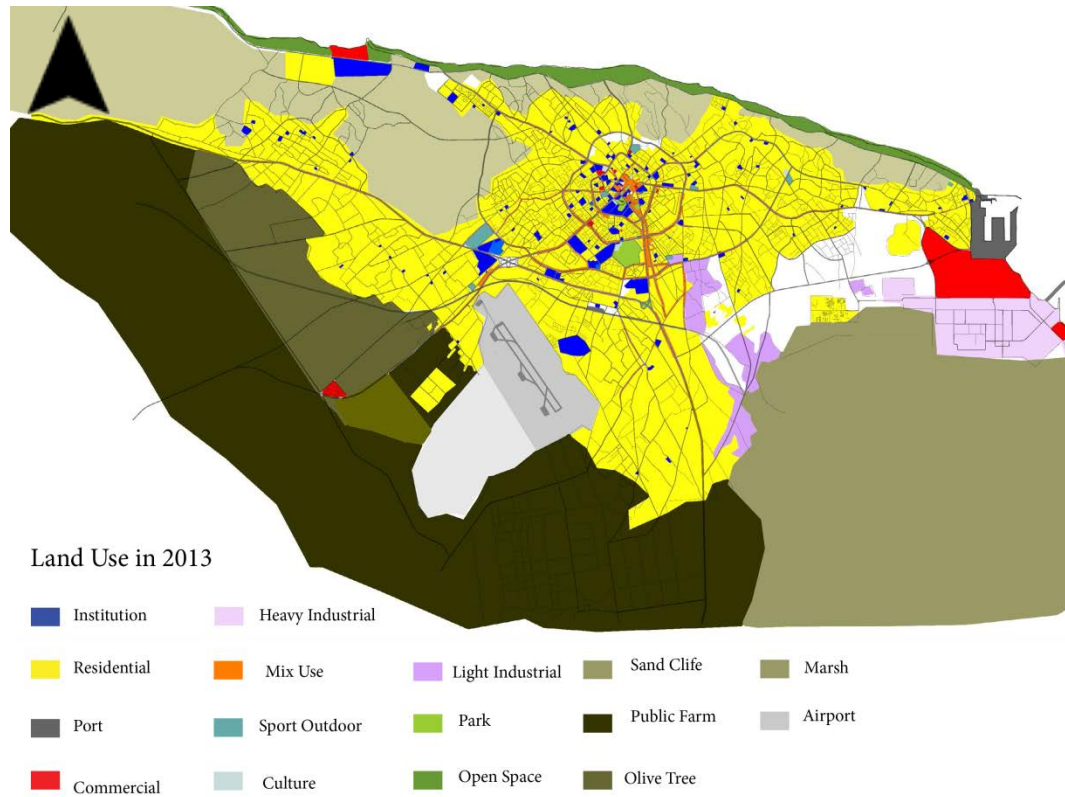 Land Use in 2013
Institution
Heavy Industrial
Residential
Mix Use
Light Industrial
Sand Clife
Marsh
Port
Sport Outdoor
Park
Public Farm
Airport
Commercial
Culture
Open Space
Olive Tree